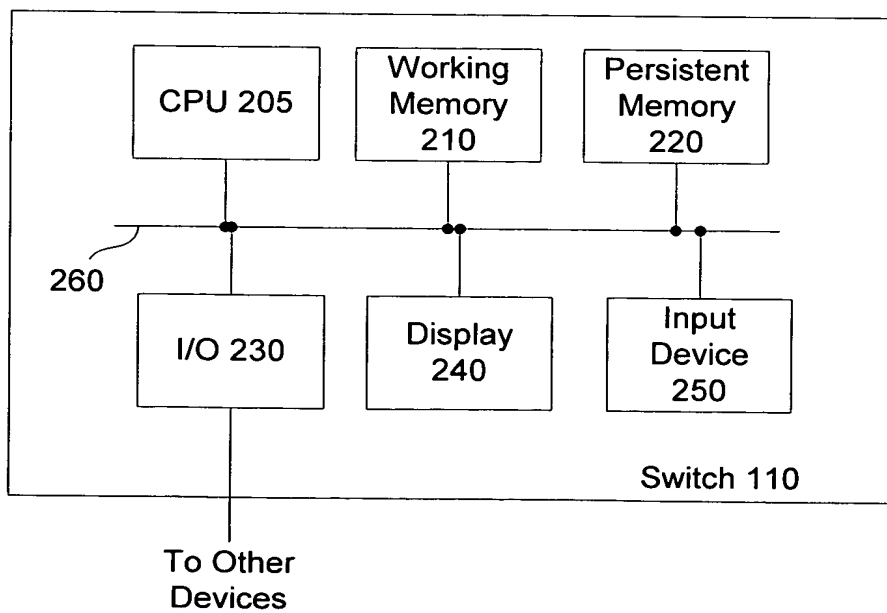 CPU 205
Working
Memory
210
Persistent
Memory
220
260
I/O 230
Display
240
Input
Device
250
Switch 110
To Other
Devices